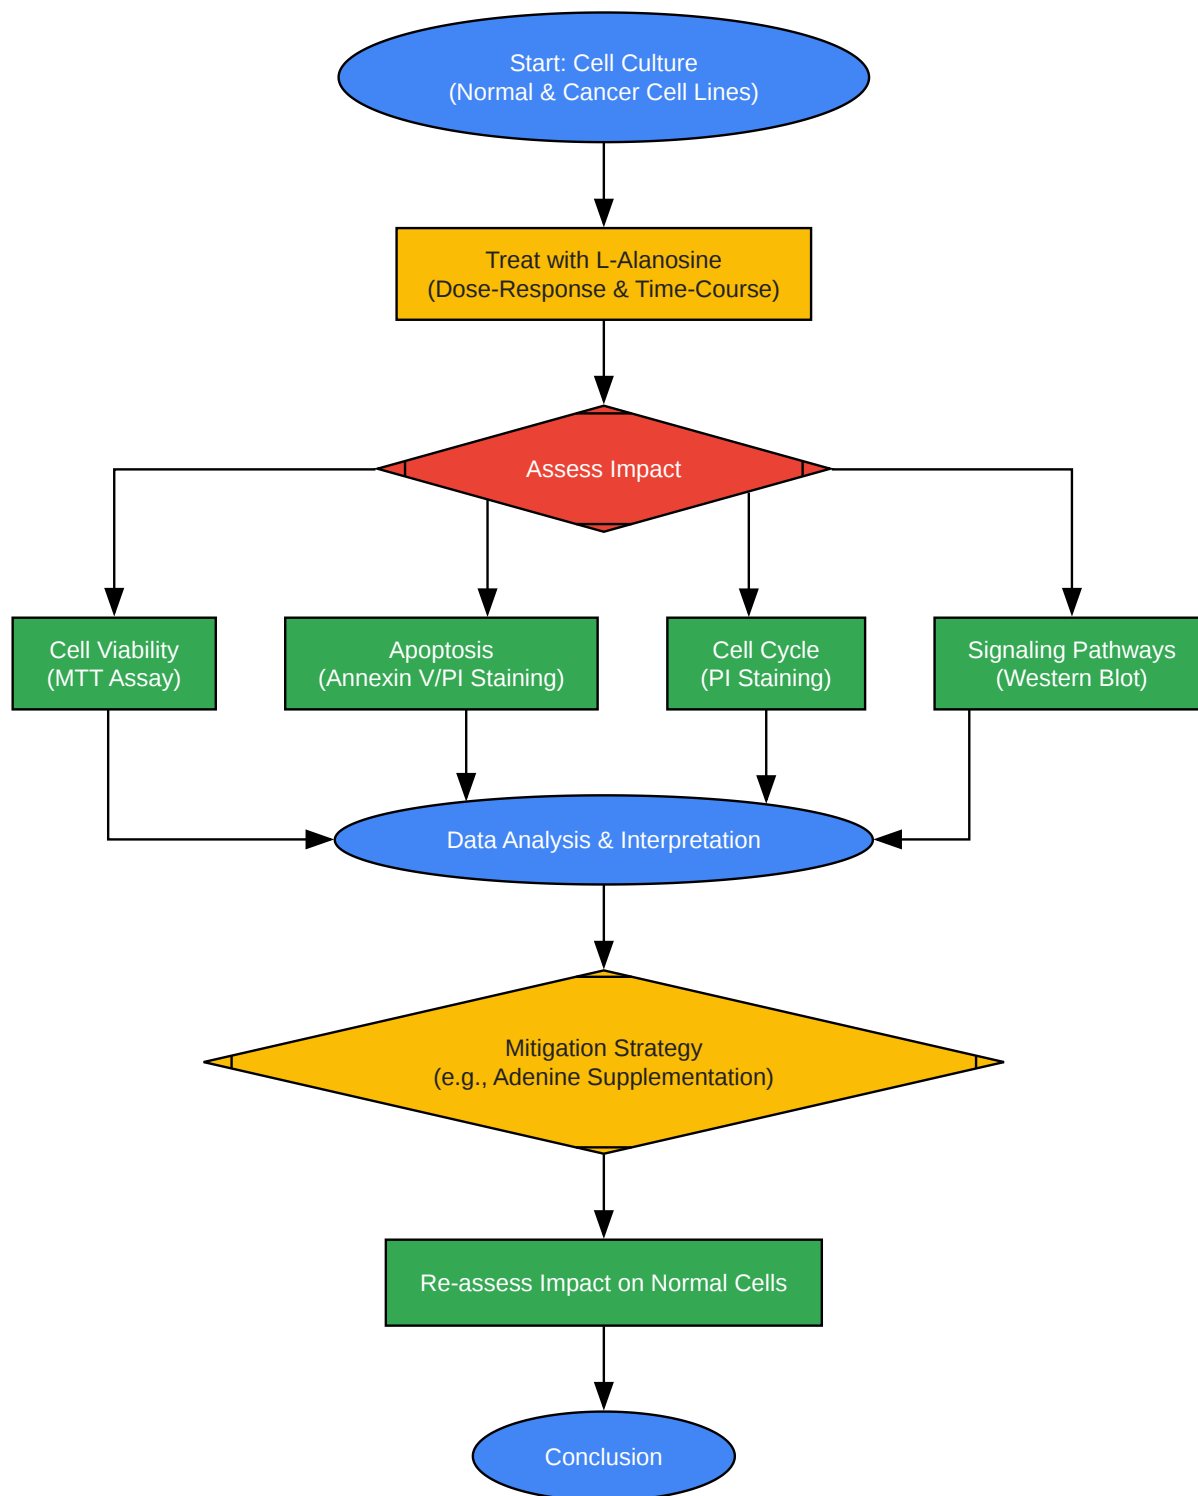 Start: Cell Culture
(Normal & Cancer Cell Lines)
Treat with L-Alanosine
(Dose-Response & Time-Course)
Assess Impact
Cell Viability
(MTT Assay)
Apoptosis
(Annexin V/PI Staining)
Cell Cycle
(PI Staining)
Signaling Pathways
(Western Blot)
Data Analysis & Interpretation
Mitigation Strategy
(e.g., Adenine Supplementation)
Re-assess Impact on Normal Cells
Conclusion